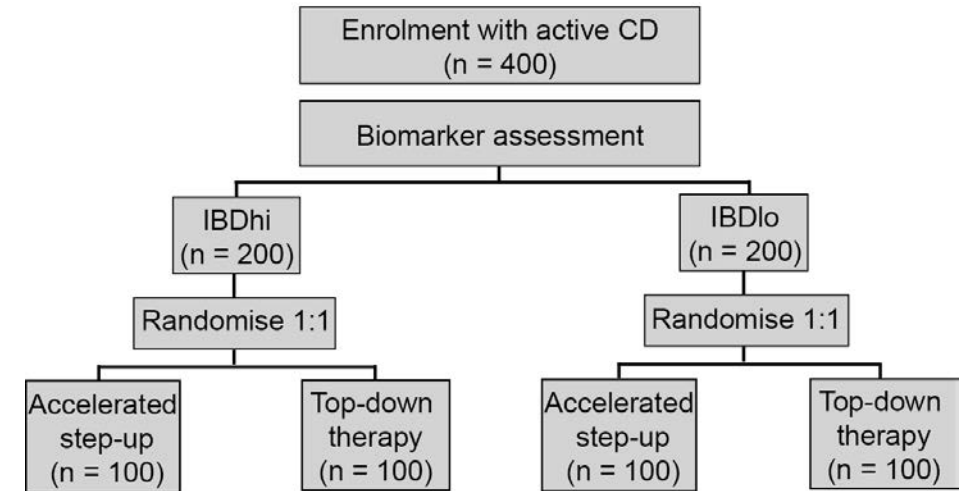 Enrolment with active CD
(n = 400)
Biomarker assessment
IBDhi
(n = 200)
IBDlo
(n = 200)
Randomise 1:1
Randomise 1:1
Accelerated
step-up
(n = 100)
Top-down
therapy
(n = 100)
Accelerated
step-up
(n = 100)
Top-down
therapy
(n = 100)